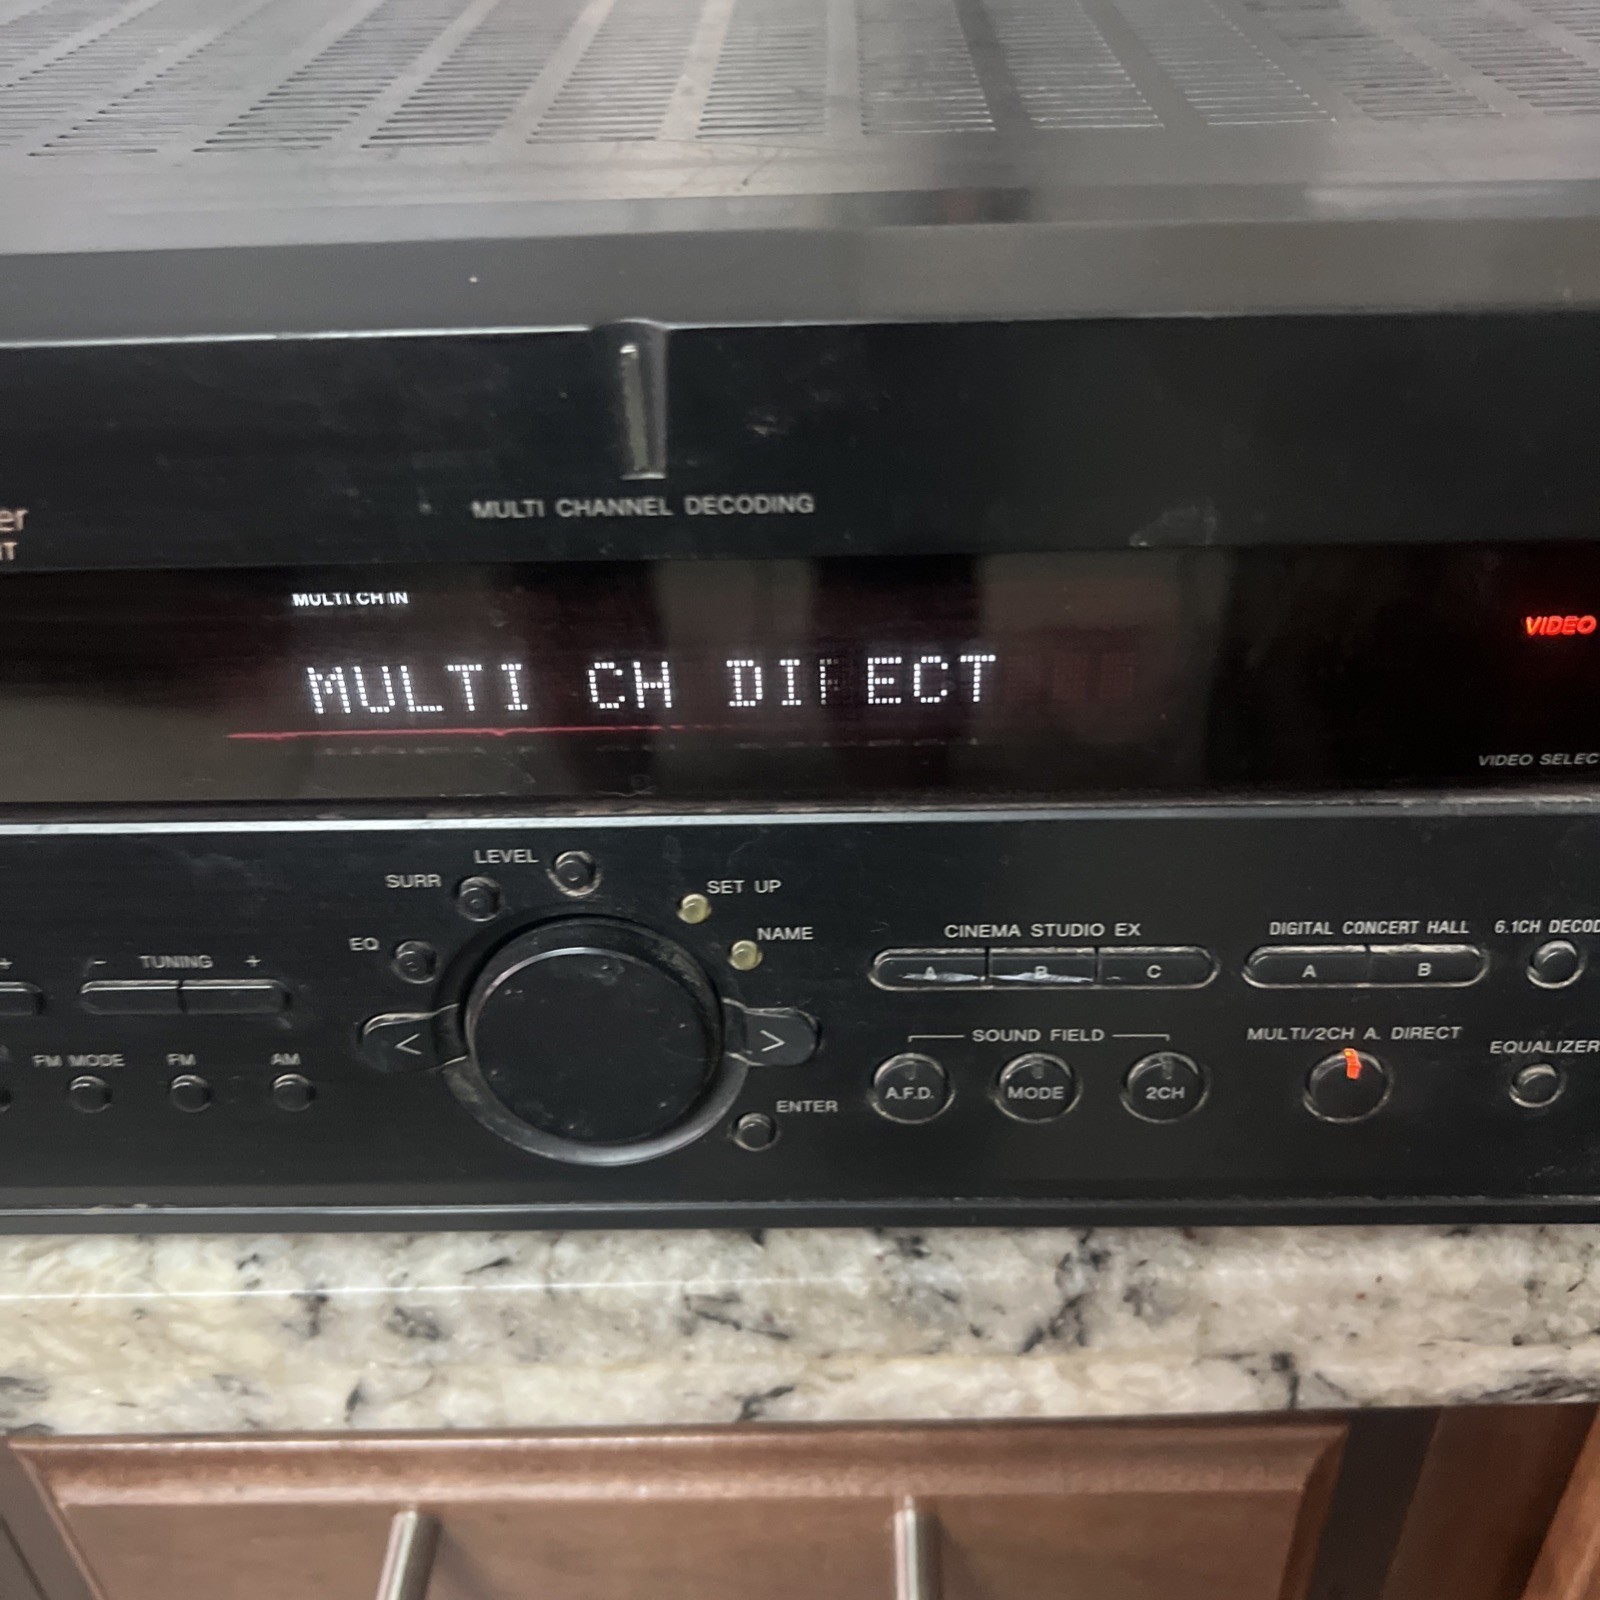 MULTI CHANNEL DECODING
er
MULTI CH IN
VIDEO
MULTI CH DIRECT
VIDEO SELEC
LEVEL
SURR
SET UP
EQ
NAME
+
- TUNING +
CINEMA STUDIO EX
A B C
DIGITAL CONCERT HALL
A B
6.1CH DECOD
< >
FM MODE FM AM
SOUND FIELD
A.F.D. MODE 2CH
MULTI/2CH A. DIRECT
EQUALIZER
ENTER